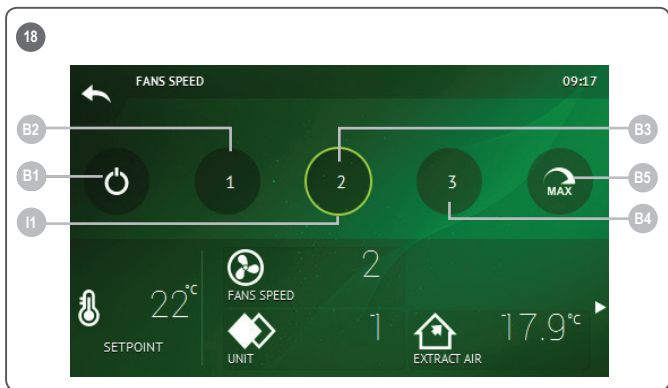 18
FANS SPEED 09:17
B2 B3
B1 1 2 3 MAX B5
I1 B4
2
22°C FANS SPEED
1 17.9°C
SETPOINT UNIT EXTRACT AIR